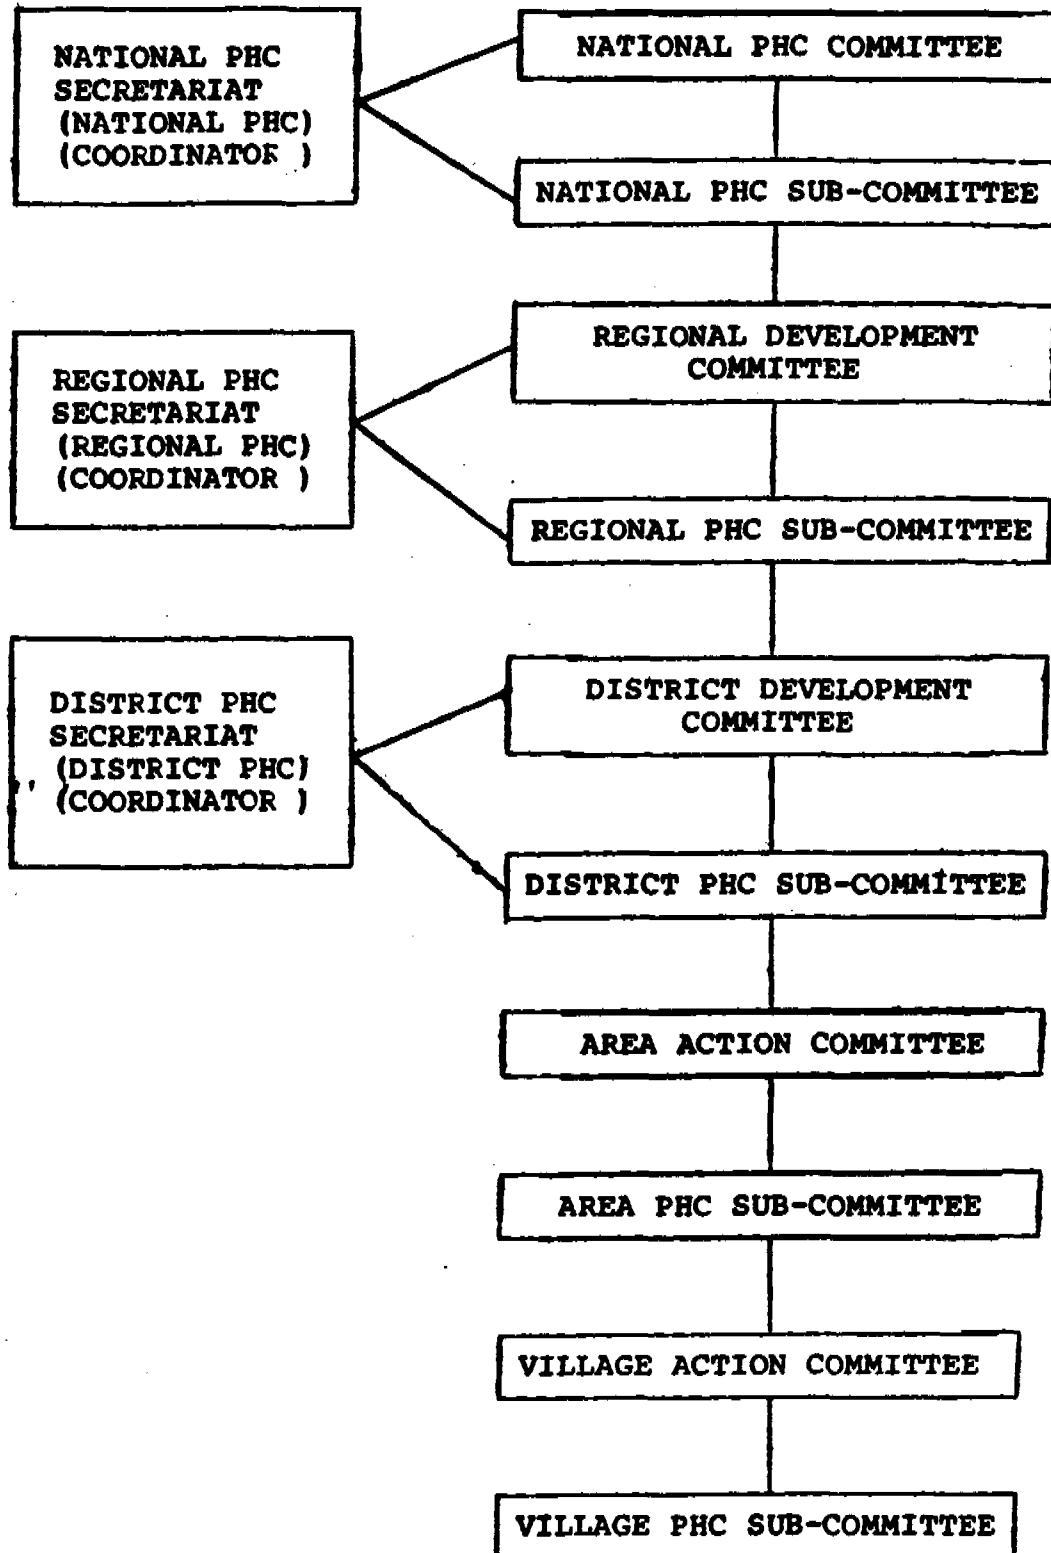 NATIONAL PHC
SECRETARIAT
(NATIONAL PHC)
(COORDINATOR )
NATIONAL PHC COMMITTEE
NATIONAL PHC SUB-COMMITTEE
REGIONAL PHC
SECRETARIAT
(REGIONAL PHC)
(COORDINATOR )
REGIONAL DEVELOPMENT
COMMITTEE
REGIONAL PHC SUB-COMMITTEE
DISTRICT PHC
SECRETARIAT
(DISTRICT PHC)
(COORDINATOR )
DISTRICT DEVELOPMENT
COMMITTEE
DISTRICT PHC SUB-COMMITTEE
AREA ACTION COMMITTEE
AREA PHC SUB-COMMITTEE
VILLAGE ACTION COMMITTEE
VILLAGE PHC SUB-COMMITTEE